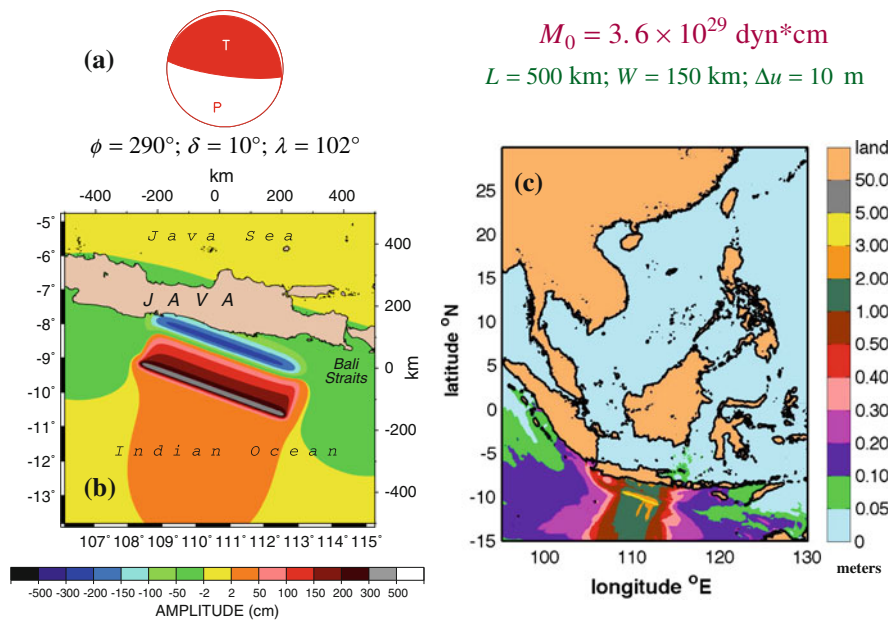 (a)
T
P
M₀ = 3.6 × 10²⁹ dyn*cm
L = 500 km; W = 150 km; Δu = 10 m
ϕ = 290°; δ = 10°; λ = 102°
km
-400 -200 0 200 400
-5°
-6°
-7°
-8°
-9°
-10°
-11°
-12°
-13°
Java Sea
JAVA
Bali
Straits
Indian Ocean
(b)
400
200
0
-200
-400
km
107° 108° 109° 110° 111° 112° 113° 114° 115°
-500 -300 -200 -150 -100 -50 -2 2 50 100 150 200 300 500
AMPLITUDE (cm)
(c)
latitude °N
25
20
15
10
5
0
-5
-10
-15
100 110 120 130
longitude °E
land
50.0
5.00
3.00
2.00
1.00
0.50
0.40
0.30
0.20
0.10
0.05
0
meters